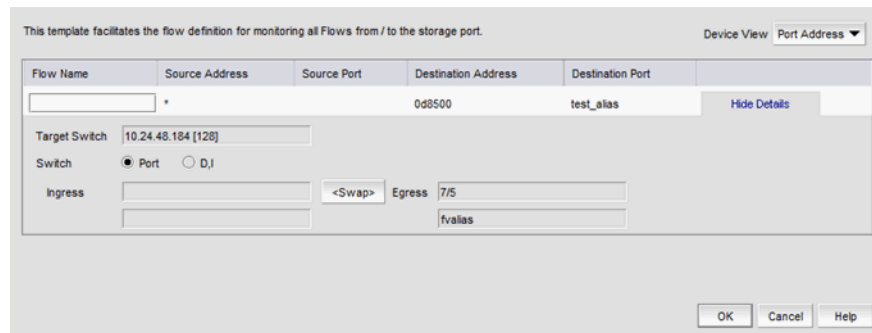 This template facilitates the flow definition for monitoring all Flows from / to the storage port.
Device View Port Address
Flow Name Source Address Source Port Destination Address Destination Port
* 0d8500 test_alias Hide Details
Target Switch 10.24.48.184 [128]
Switch Port D,I
Ingress <Swap> Egress 7/5
fvalias
OK Cancel Help